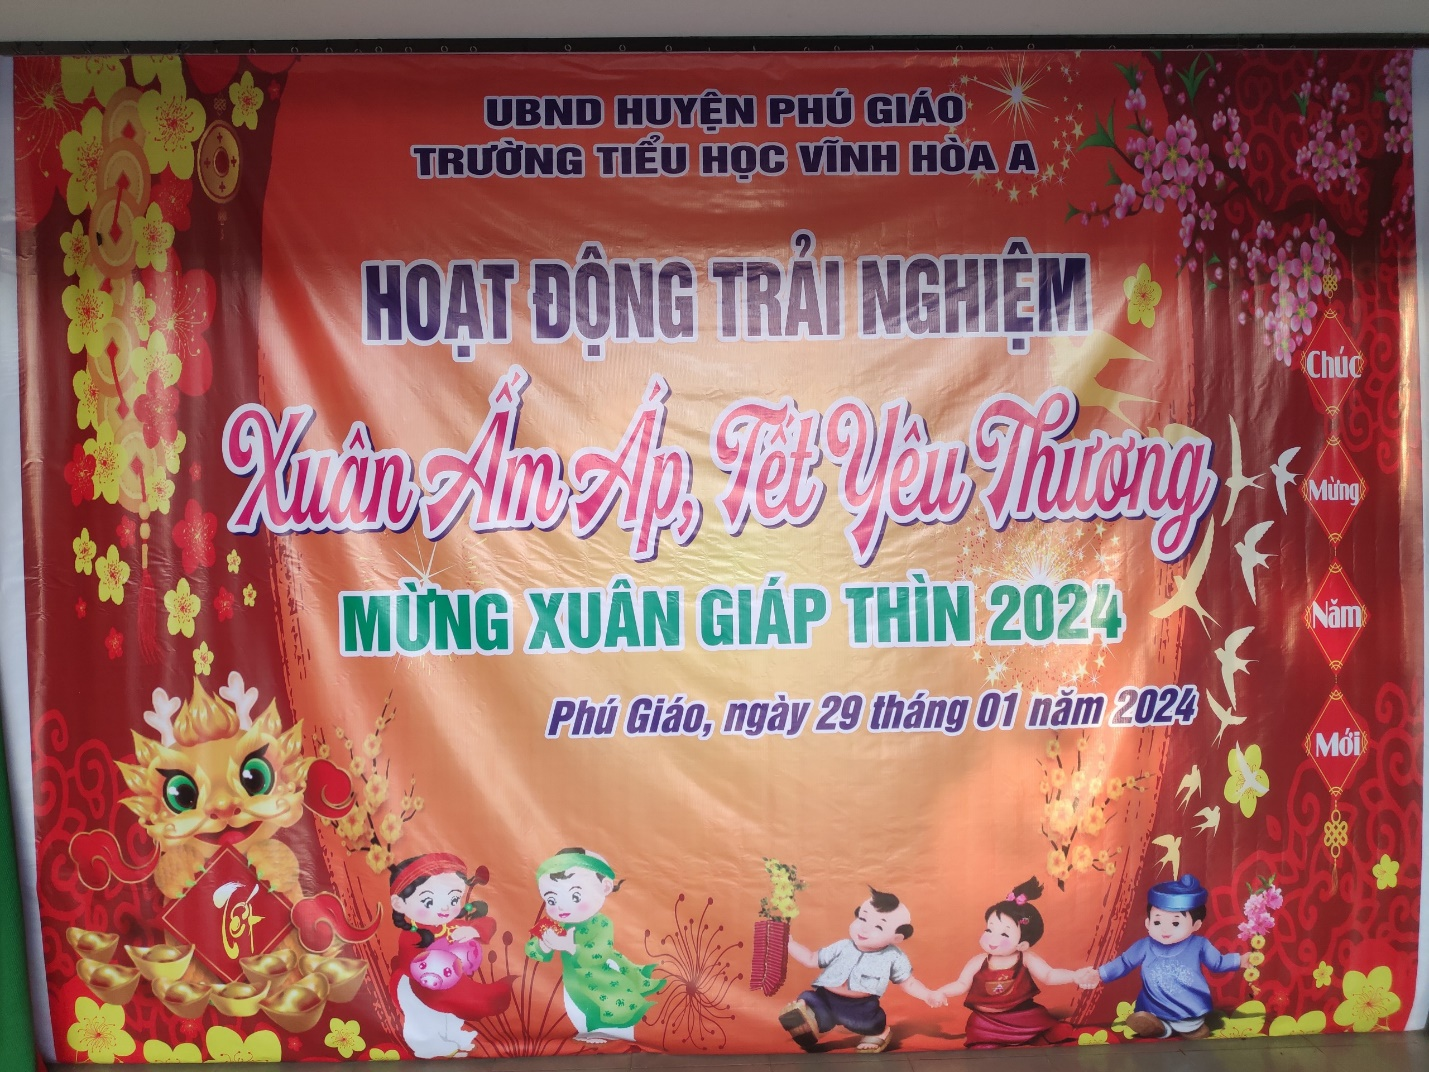 UBND HUYỆN PHÚ GIÁO
TRƯỜNG TIỂU HỌC VĨNH HÒA A
HOẠT ĐỘNG TRẢI NGHIỆM
Xuân Ấm Áp, Tết Yêu Thương
MỪNG XUÂN GIÁP THÌN 2024
Phú Giáo, ngày 29 tháng 01 năm 2024
Chúc
Mừng
Năm
Mới
Tết